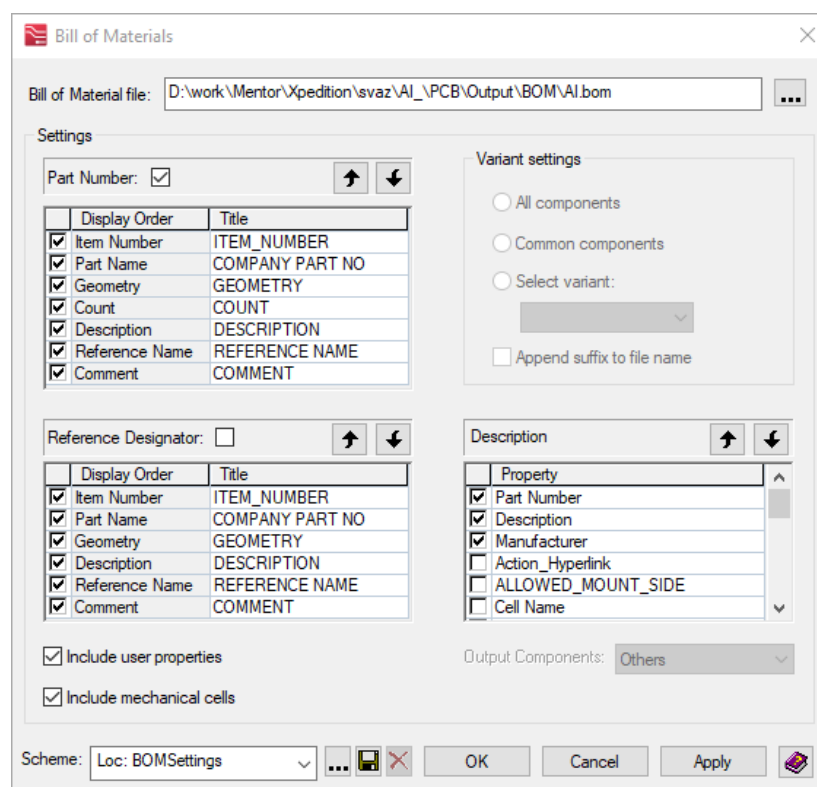 Bill of Materials
Bill of Material file: D:\work\Mentor\Xpedition\svaz\AI_\PCB\Output\BOM\AI.bom ...
Settings
Part Number:
Display Order Title
Item Number ITEM_NUMBER
Part Name COMPANY PART NO
Geometry GEOMETRY
Count COUNT
Description DESCRIPTION
Reference Name REFERENCE NAME
Comment COMMENT
Variant settings
All components
Common components
Select variant:
Append suffix to file name
Reference Designator:
Display Order Title
Item Number ITEM_NUMBER
Part Name COMPANY PART NO
Geometry GEOMETRY
Description DESCRIPTION
Reference Name REFERENCE NAME
Comment COMMENT
Description
Property
Part Number
Description
Manufacturer
Action_Hyperlink
ALLOWED_MOUNT_SIDE
Cell Name
Include user properties
Include mechanical cells
Output Components: Others
Scheme: Loc: BOMSettings ... OK Cancel Apply